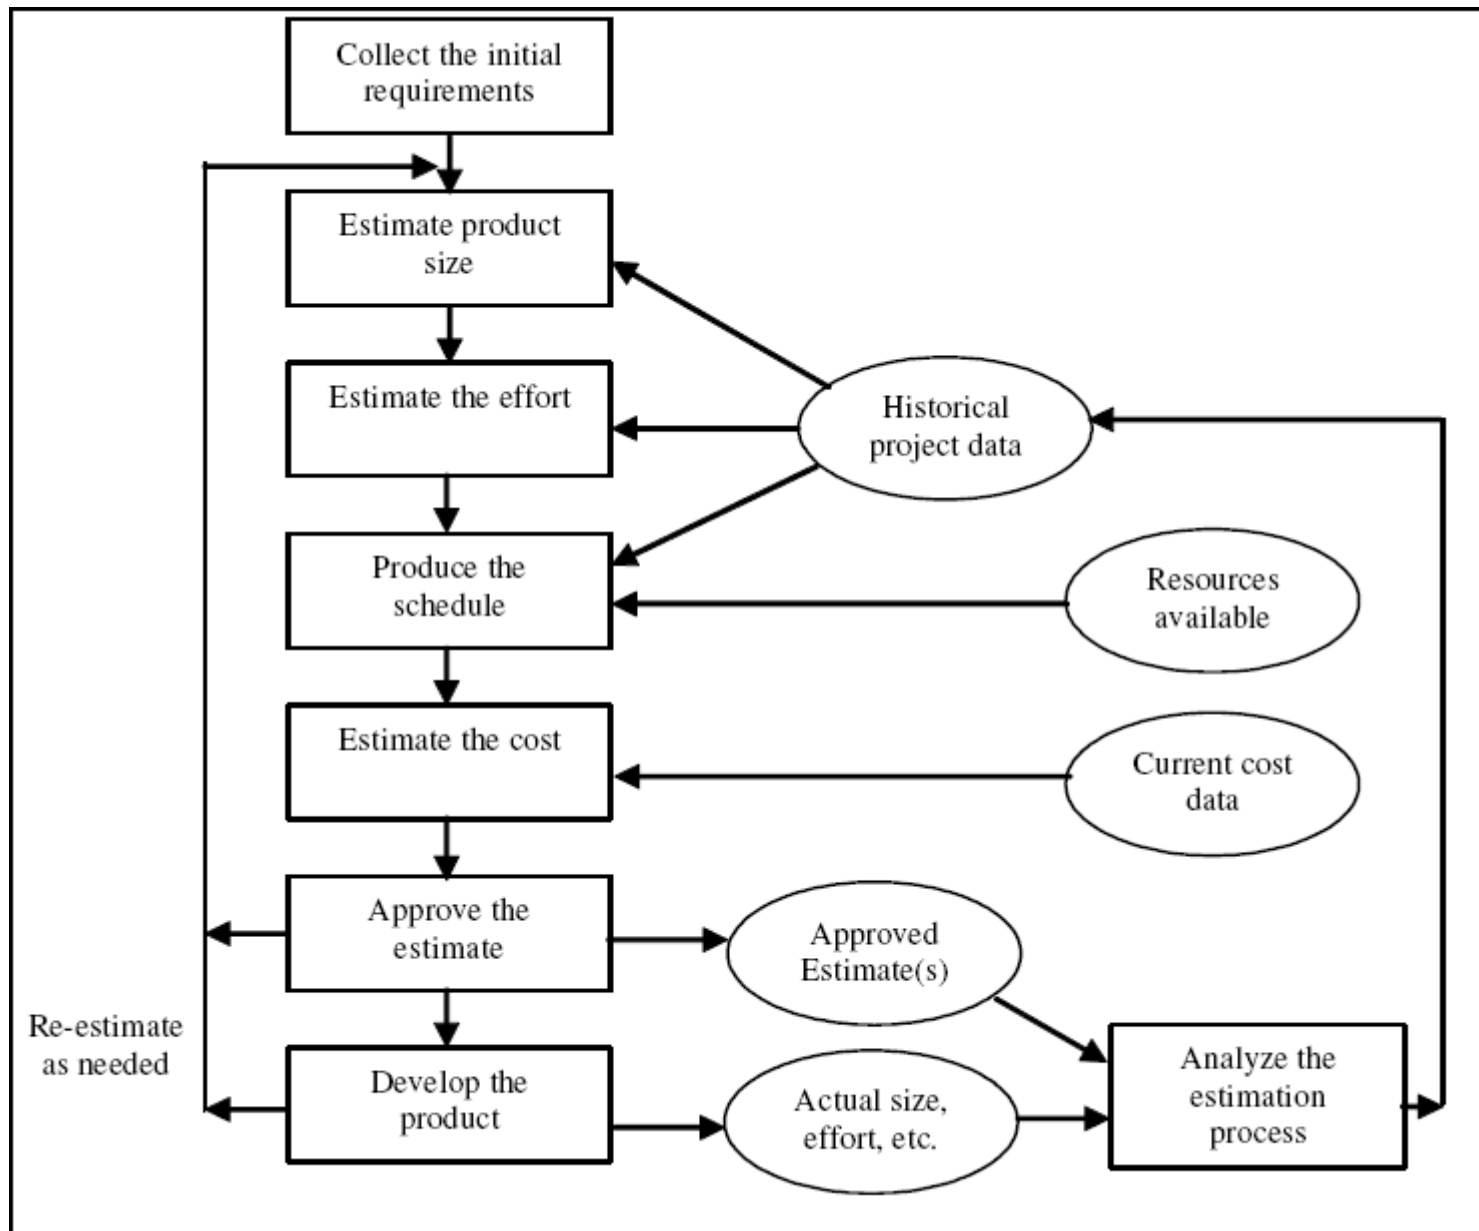 Collect the initial
requirements
Estimate product
size
Estimate the effort
Historical
project data
Produce the
schedule
Resources
available
Estimate the cost
Current cost
data
Approve the
estimate
Approved
Estimate(s)
Re-estimate
as needed
Develop the
product
Actual size,
effort, etc.
Analyze the
estimation
process